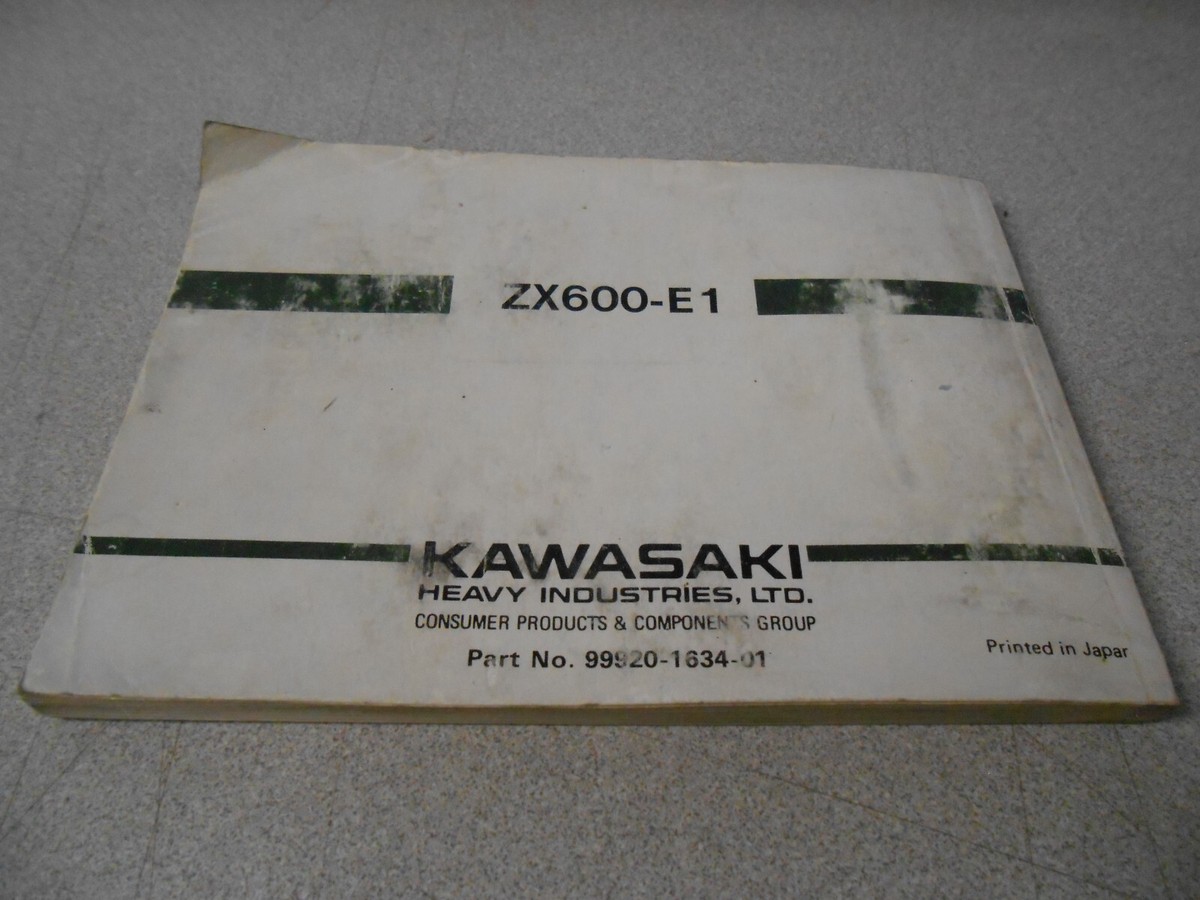 ZX600-E1
KAWASAKI
HEAVY INDUSTRIES, LTD.
CONSUMER PRODUCTS & COMPONENTS GROUP
Part No. 99920-1634-01
Printed in Japan